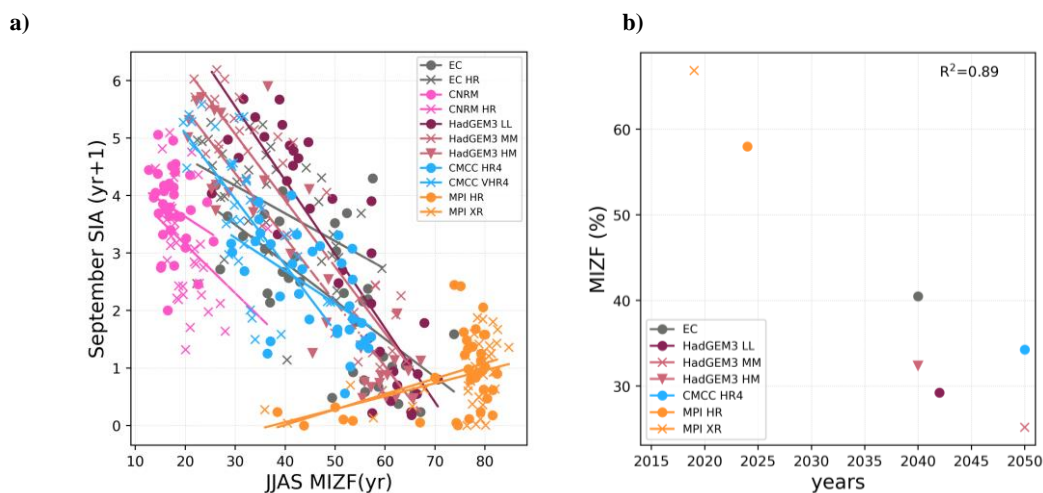 a)
September SIA (yr+1)
6
5
4
3
2
1
0
10 20 30 40 50 60 70 80
JJAS MIZF(yr)
EC
EC HR
CNRM
CNRM HR
HadGEM3 LL
HadGEM3 MM
HadGEM3 HM
CMCC HR4
CMCC VHR4
MPI HR
MPI XR
b)
R²=0.89
MIZF (%)
60
50
40
30
EC
HadGEM3 LL
HadGEM3 MM
HadGEM3 HM
CMCC HR4
MPI HR
MPI XR
2015 2020 2025 2030 2035 2040 2045 2050
years